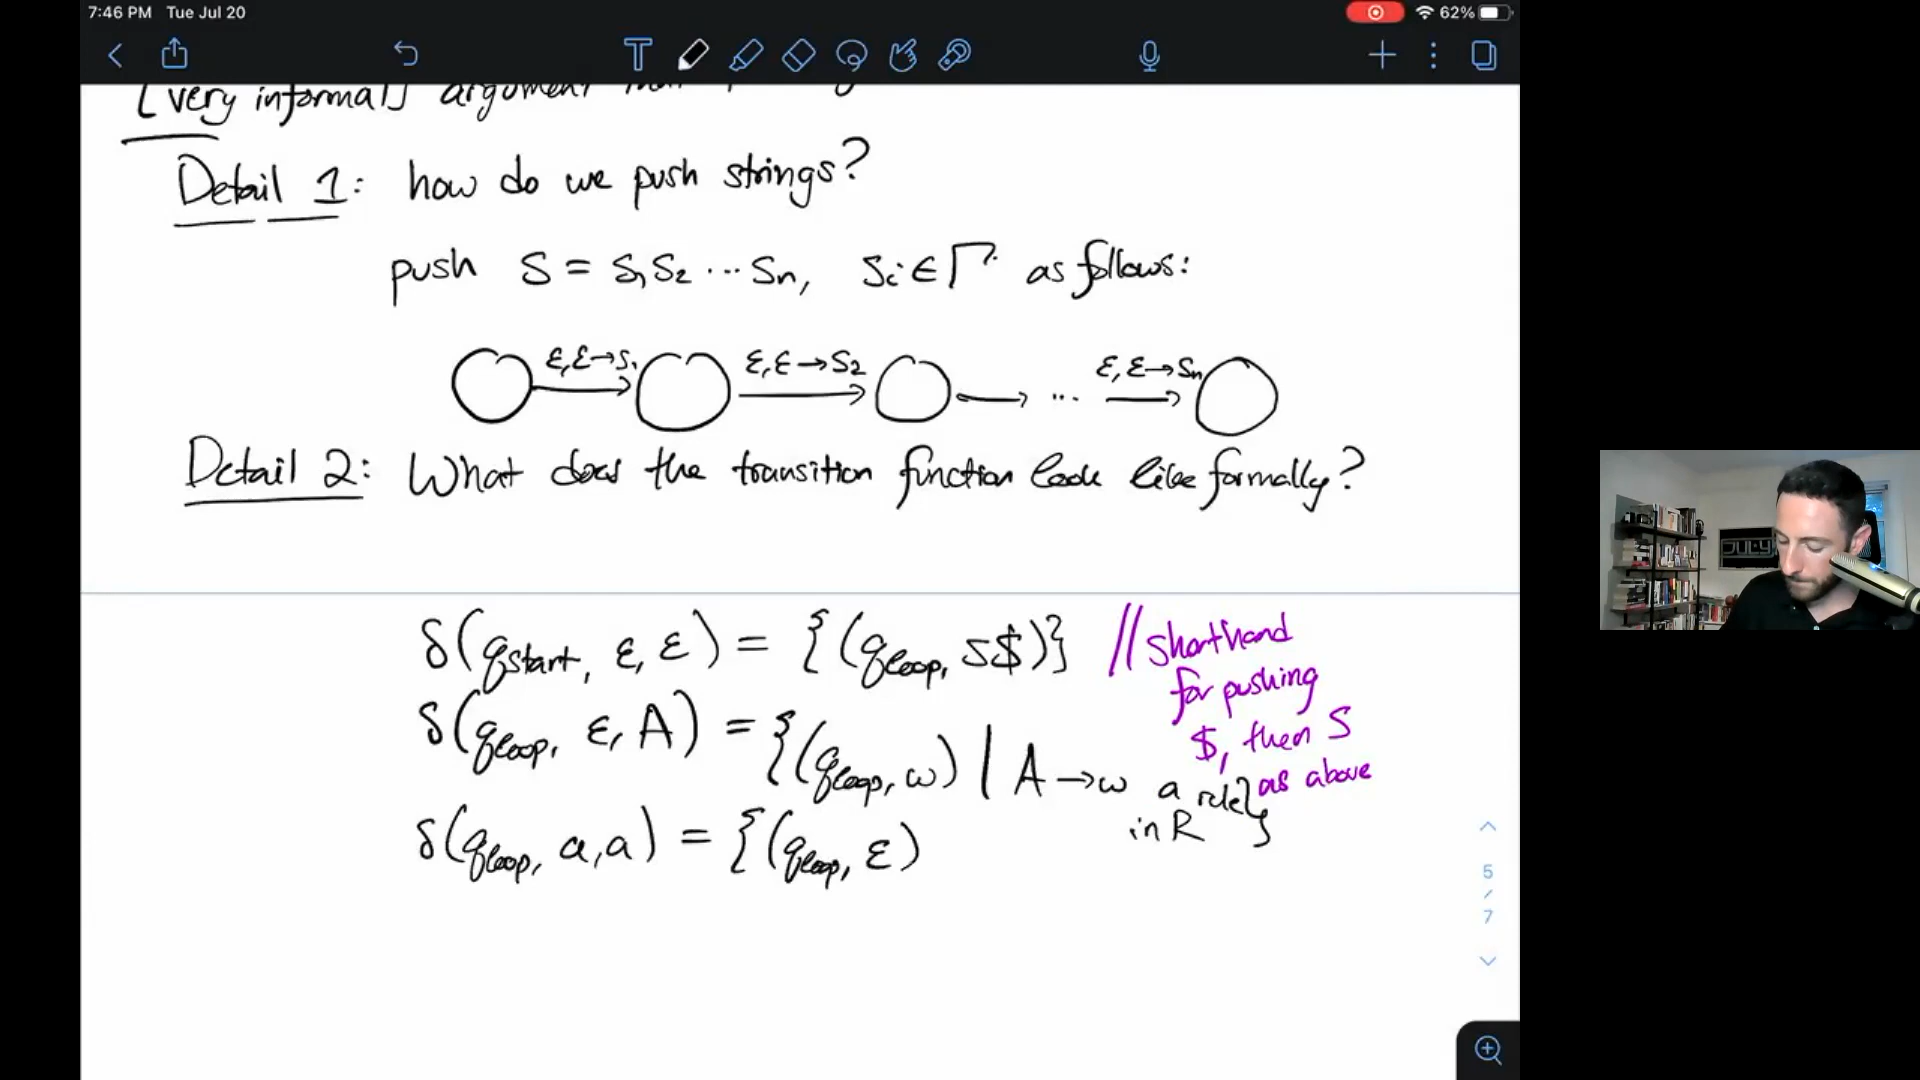 7:46 PM Tue Jul 20
62%
[very informal] argument
Detail 1: how do we push strings?
push S = S₁S₂ ... Sn, Si ∈ Γ as follows:
ε,ε→S₁ ε,ε→S₂ ... ε,ε→Sn
Detail 2: What does the transition function look like formally?
δ(qstart, ε, ε) = {(qloop, S$)} // shorthand
for pushing
$, then S
as above
δ(qloop, ε, A) = {(qloop, w) | A → w a rule
in R}
δ(qloop, a,a) = {(qloop, ε)
5
/
7
JULY